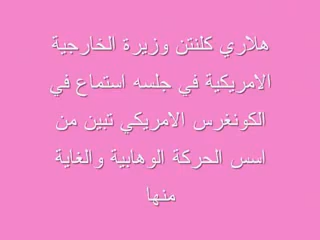 هلاري كلنتن وزيرة الخارجية
الامريكية في جلسه استماع في
الكونغرس الامريكي تبين من
اسس الحركة الوهابية والغاية
منها